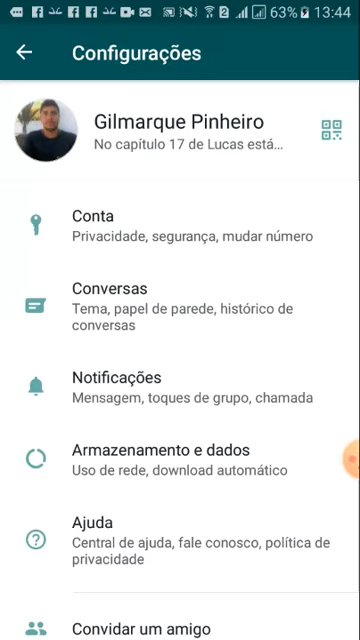 2 63% 13:44
Configurações
Gilmarque Pinheiro
No capítulo 17 de Lucas está...
Conta
Privacidade, segurança, mudar número
Conversas
Tema, papel de parede, histórico de
conversas
Notificações
Mensagem, toques de grupo, chamada
Armazenamento e dados
Uso de rede, download automático
Ajuda
Central de ajuda, fale conosco, política de
privacidade
Convidar um amigo